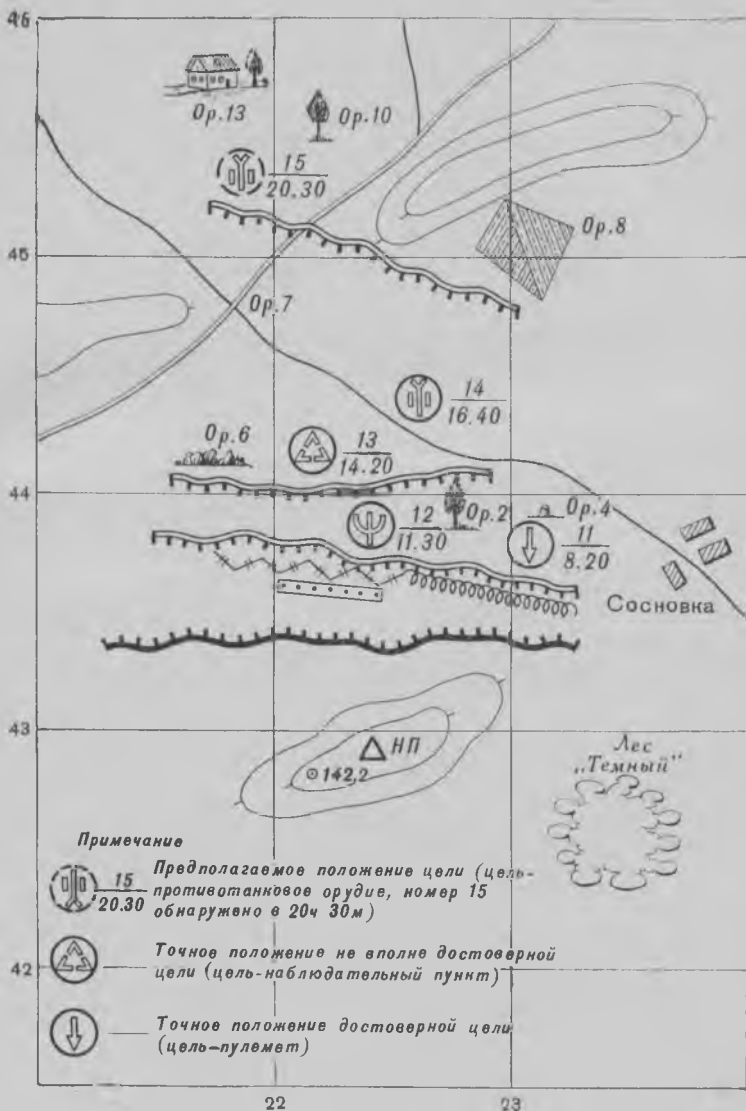 46
Ор.13
Ор.10
15
20.30
Ор.8
45
Ор.7
14
16.40
Ор.6
13
14.20
44
12
11.30
Ор.2
Ор.4
11
8.20
Сосновка
43
НП
142,2
Лес
„Темный"
Примечание
15
20.30
Предполагаемое положение цели (цель-
противотанковое орудие, номер 15
обнаружено в 20ч 30м)
Точное положение не вполне достоверной
цели (цель-наблюдательный пункт)
42
Точное положение достоверной цели
(цель-пулемет)
22
23